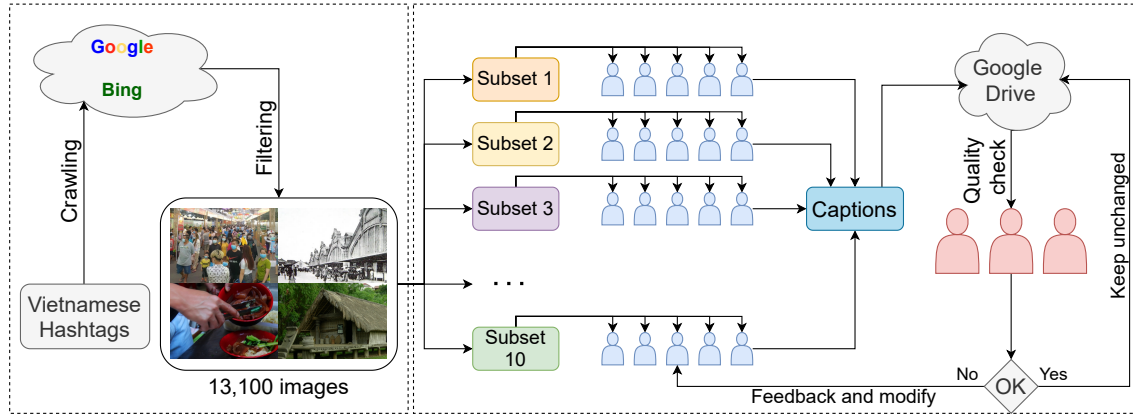 Google
Bing
Crawling
Filtering
Vietnamese
Hashtags
13,100 images
Subset 1
Subset 2
Subset 3
...
Subset
10
Captions
Google
Drive
Quality
check
Keep unchanged
No
OK
Yes
Feedback and modify